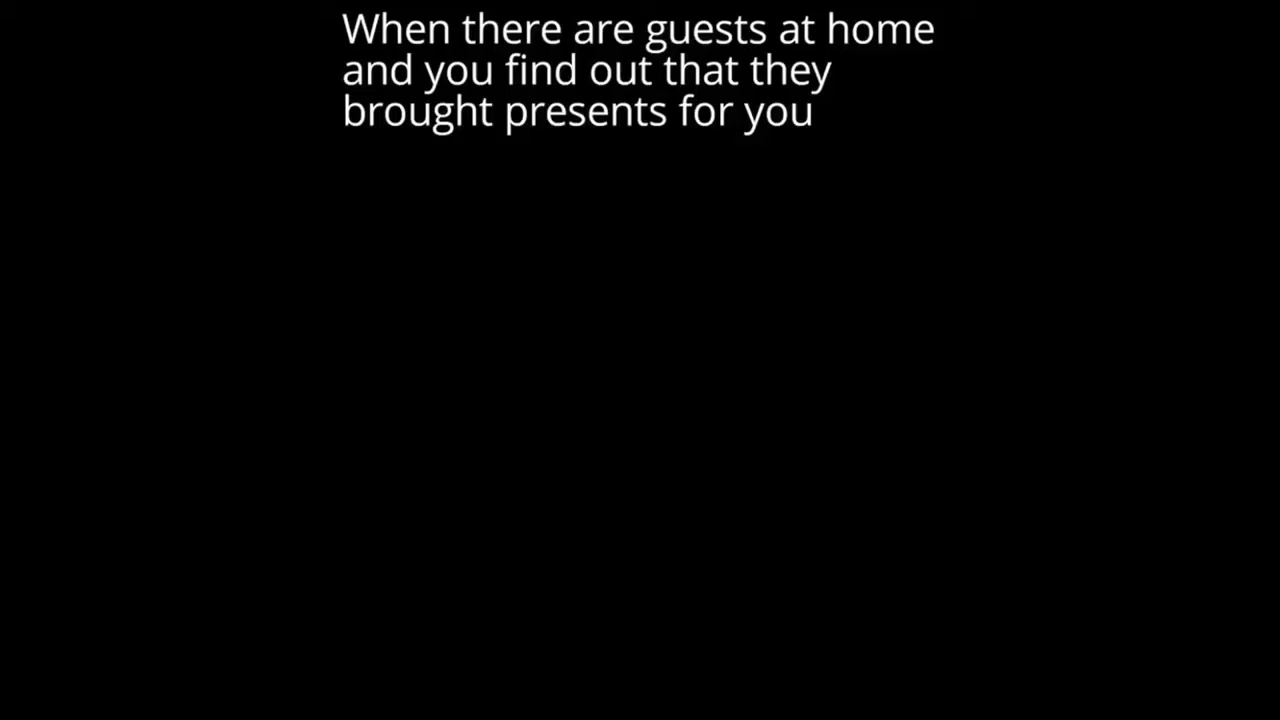 When there are guests at home
and you find out that they
brought presents for you